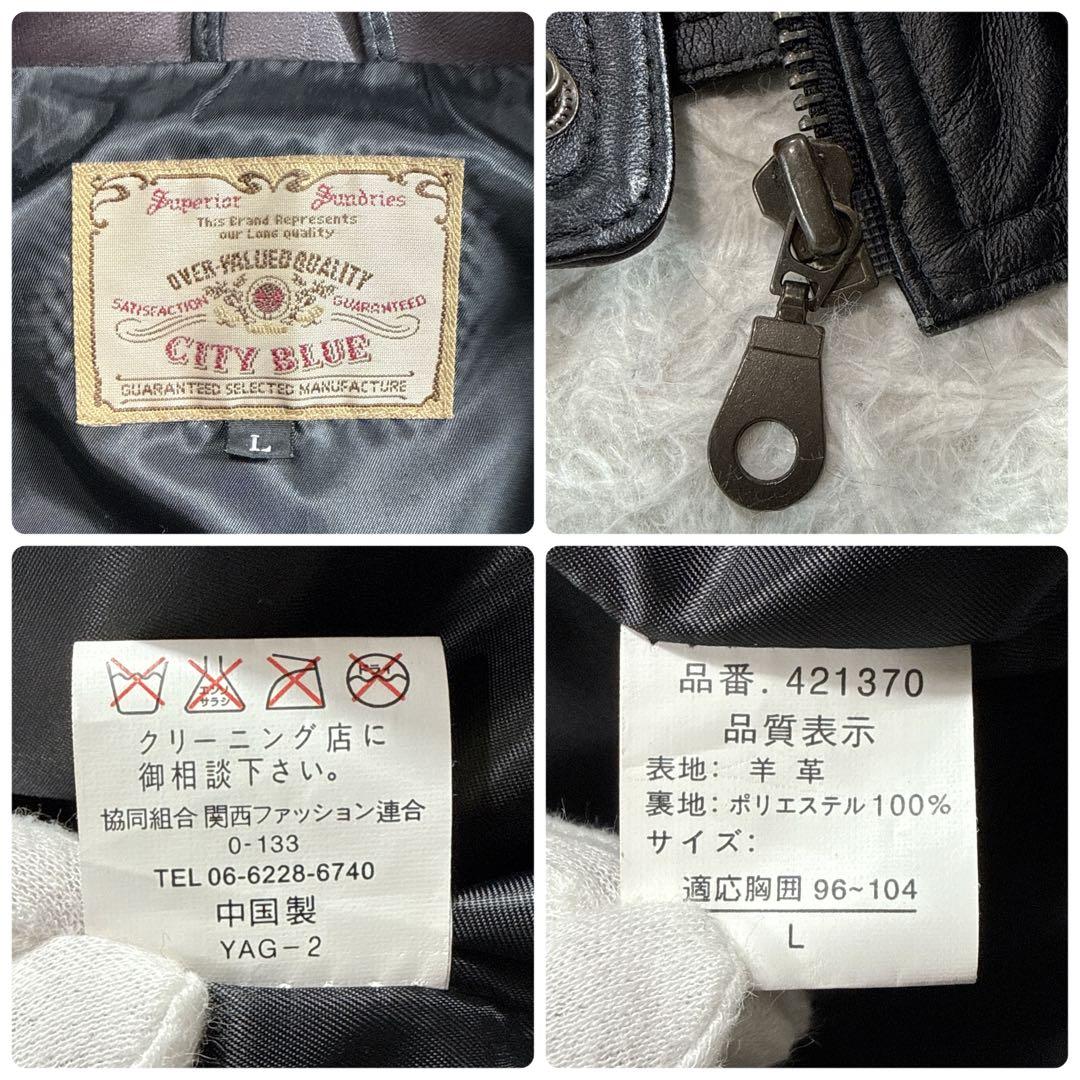 Superior Sundries
This Brand Represents
our Long quality
OVER-VALUED QUALITY
SATISFACTION GUARANTEED
CITY BLUE
GUARANTEED SELECTED MANUFACTURE
L
エンソ
サラシ
ドライ
クリーニング店に
御相談下さい。
協同組合 関西ファッション連合
0-133
TEL 06-6228-6740
中国製
YAG-2
品番. 421370
品質表示
表地: 羊 革
裏地: ポリエステル100%
サイズ:
適応胸囲 96~104
L